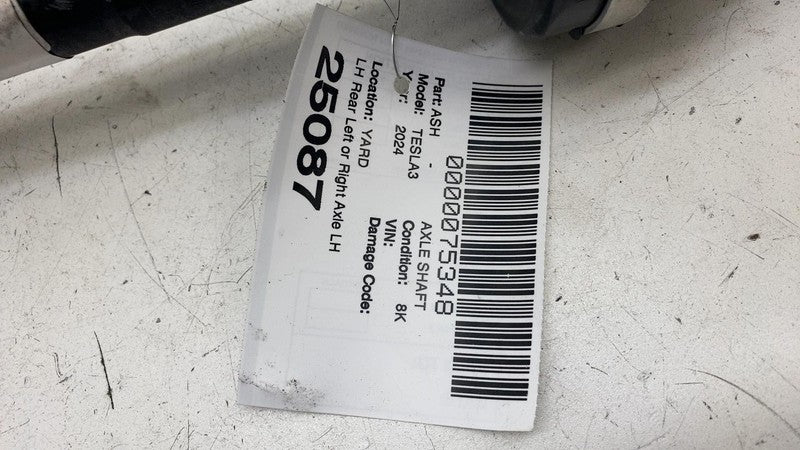 0000075348
Part: ASH - AXLE SHAFT
Model: TESLA3 Condition: 8K
Year: 2024 VIN:
Damage Code:
Location: YARD
LH Rear Left or Right Axle LH
25087